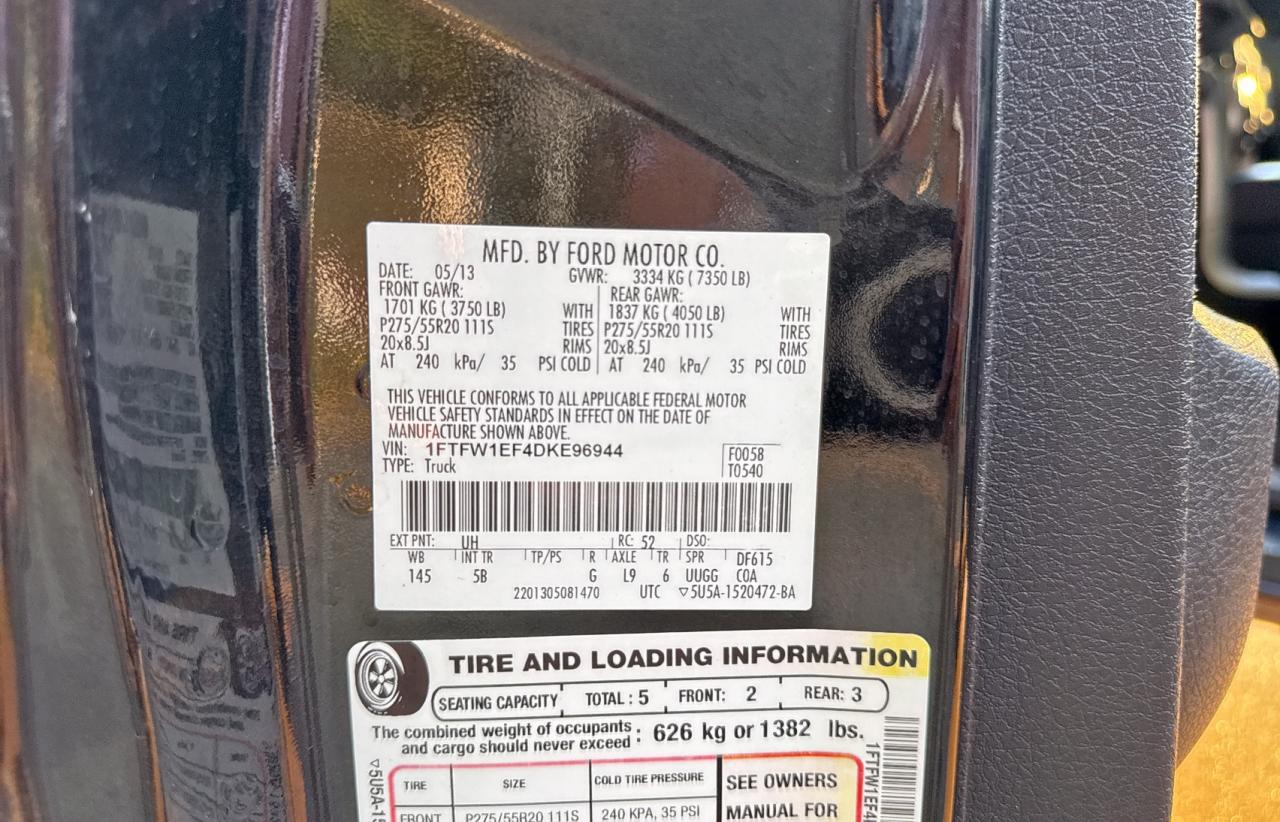 MFD. BY FORD MOTOR CO.
DATE: 05/13 GVWR: 3334 KG ( 7350 LB)
FRONT GAWR: REAR GAWR:
1701 KG ( 3750 LB) WITH 1837 KG ( 4050 LB) WITH
P275/55R20 111S TIRES P275/55R20 111S TIRES
20x8.5J RIMS 20x8.5J RIMS
AT 240 kPa/ 35 PSI COLD AT 240 kPa/ 35 PSI COLD
THIS VEHICLE CONFORMS TO ALL APPLICABLE FEDERAL MOTOR
VEHICLE SAFETY STANDARDS IN EFFECT ON THE DATE OF
MANUFACTURE SHOWN ABOVE.
VIN: 1FTFW1EF4DKE96944 F0058
TYPE: Truck T0540
EXT PNT: UH RC: 52 DSO:
WB INT TR TP/PS R AXLE TR SPR DF615
145 5B G L9 6 UUGG COA
2201305081470 UTC ▽5U5A-1520472-BA
TIRE AND LOADING INFORMATION
SEATING CAPACITY TOTAL : 5 FRONT: 2 REAR: 3
The combined weight of occupants
and cargo should never exceed : 626 kg or 1382 lbs.
TIRE SIZE COLD TIRE PRESSURE SEE OWNERS
FRONT P275/55R20 111S 240 KPA, 35 PSI MANUAL FOR
▽5U5A-15
1FTFW1EF4